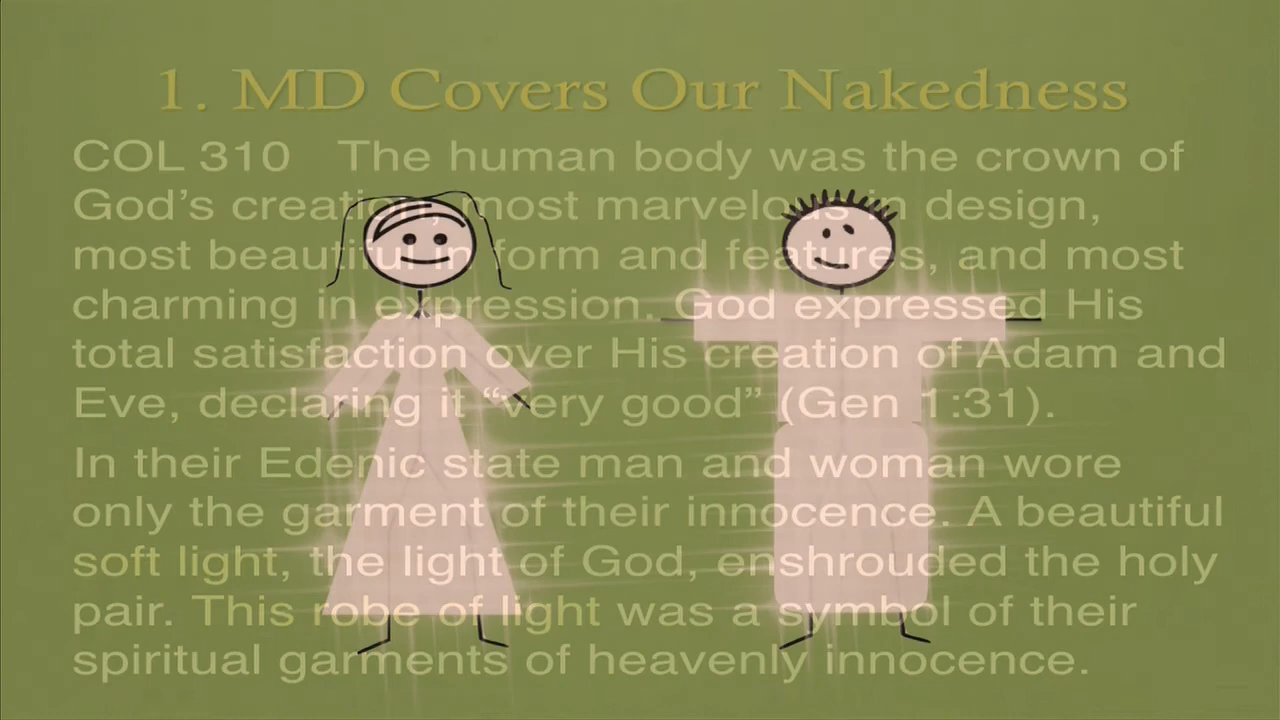 1. MD Covers Our Nakedness
COL 310 The human body was the crown of
God’s creation, most marvelous in design,
most beautiful in form and features, and most
charming in expression. God expressed His
total satisfaction over His creation of Adam and
Eve, declaring it “very good” (Gen 1:31).
In their Edenic state man and woman wore
only the garment of their innocence. A beautiful
soft light, the light of God, enshrouded the holy
pair. This robe of light was a symbol of their
spiritual garments of heavenly innocence.